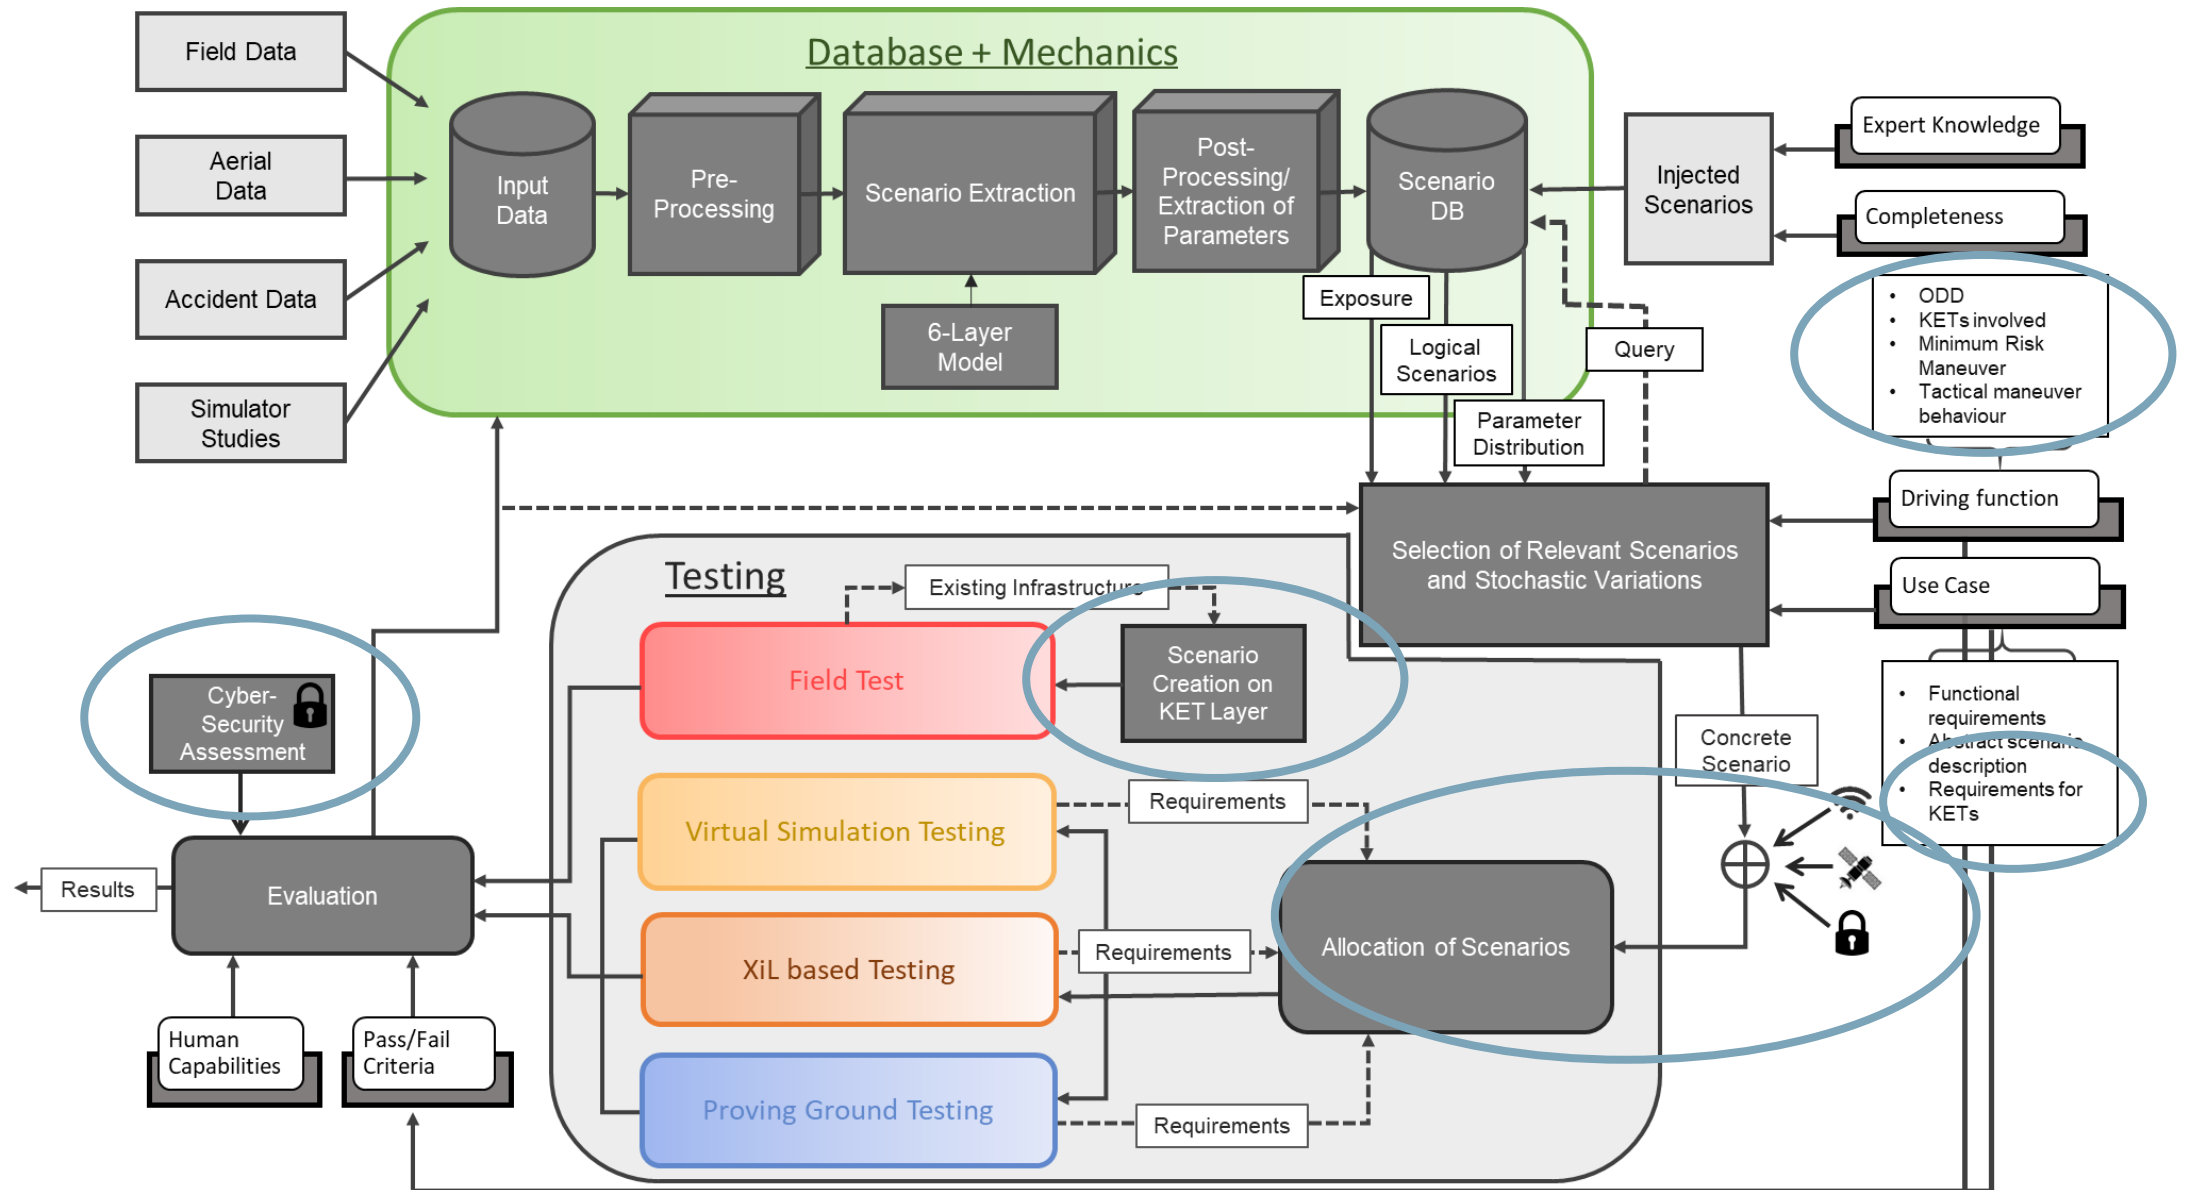 Field Data
Aerial
Data
Accident Data
Simulator
Studies
Database + Mechanics
Input
Data
Pre-
Processing
Scenario Extraction
6-Layer
Model
Post-
Processing/
Extraction of
Parameters
Scenario
DB
Injected
Scenarios
Expert Knowledge
Completeness
Exposure
Logical
Scenarios
Parameter
Distribution
Query
• ODD
• KETs involved
• Minimum Risk
Maneuver
• Tactical maneuver
behaviour
Driving function
Use Case
Selection of Relevant Scenarios
and Stochastic Variations
• Functional
requirements
• Abstract scenario
description
• Requirements for
KETs
Concrete
Scenario
Testing
Existing Infrastructure
Field Test
Scenario
Creation on
KET Layer
Virtual Simulation Testing
Requirements
XiL based Testing
Requirements
Allocation of Scenarios
Proving Ground Testing
Requirements
Cyber-
Security
Assessment
Evaluation
Results
Human
Capabilities
Pass/Fail
Criteria